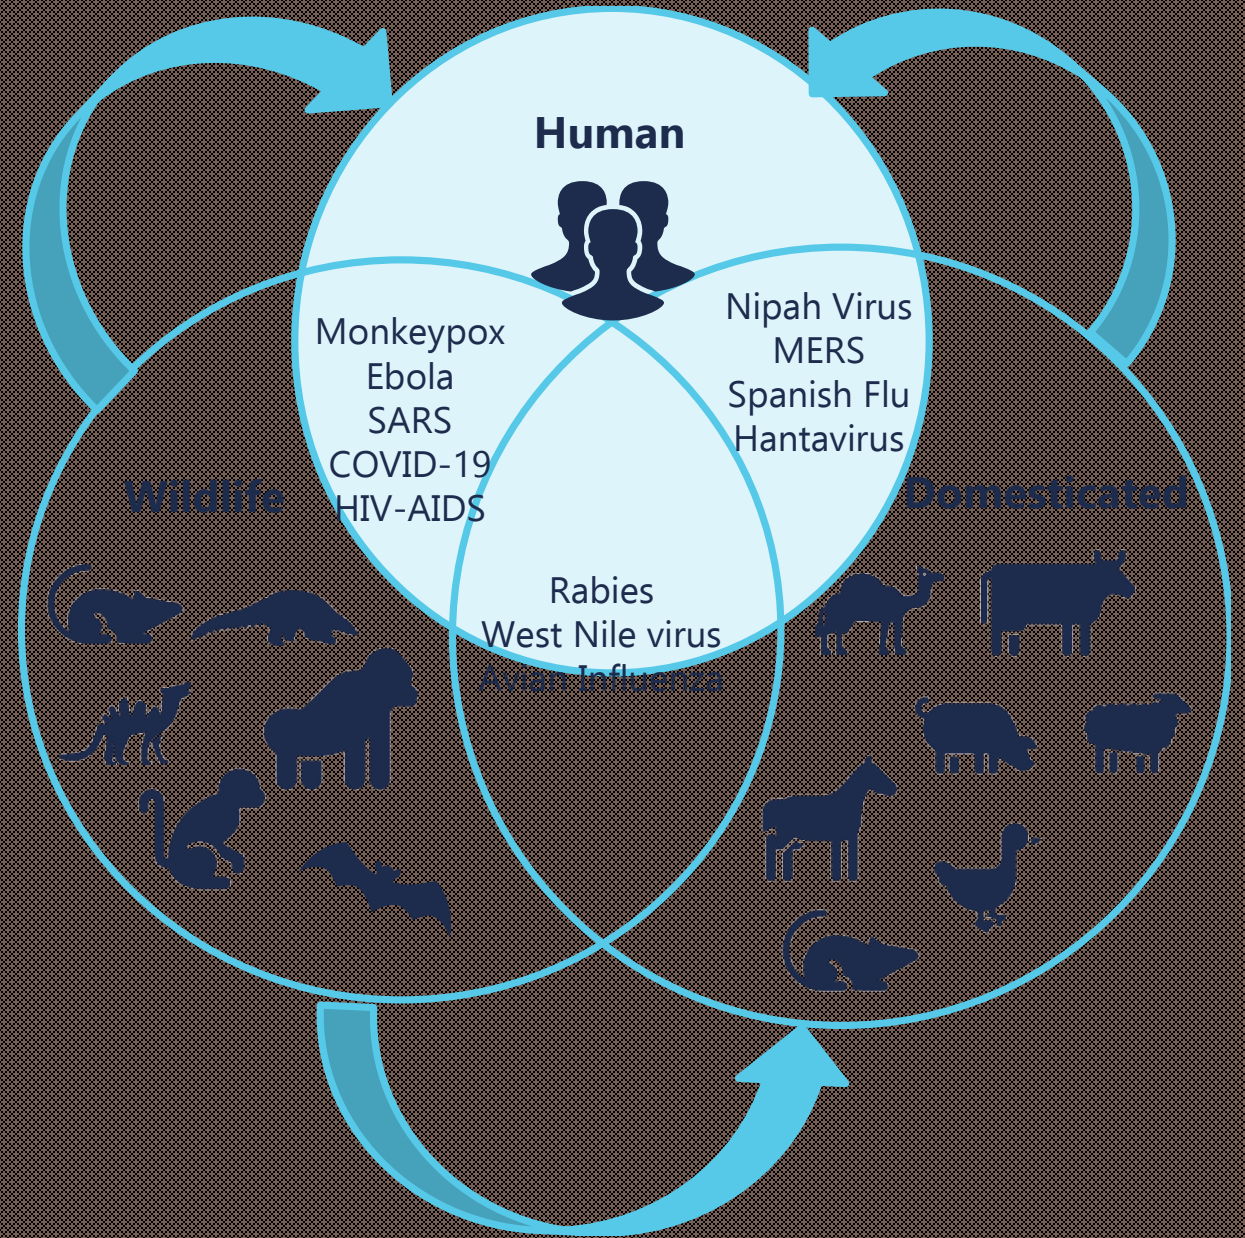 Human
Monkeypox
Ebola
SARS
COVID-19
HIV-AIDS
Nipah Virus
MERS
Spanish Flu
Hantavirus
Wildlife
Domesticated
Rabies
West Nile virus
Avian Influenza